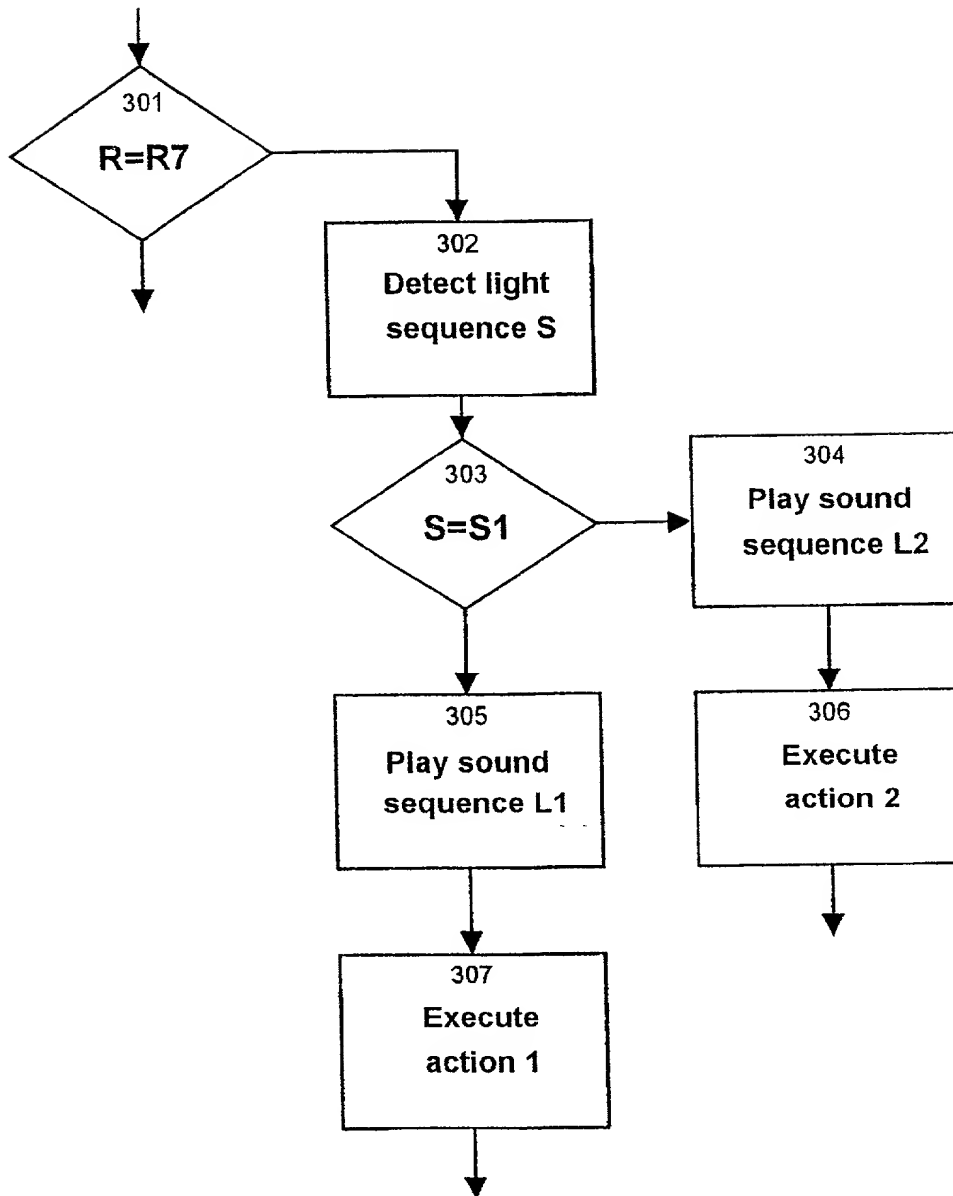 301
R=R7
302
Detect light
sequence S
303
S=S1
304
Play sound
sequence L2
305
Play sound
sequence L1
306
Execute
action 2
307
Execute
action 1